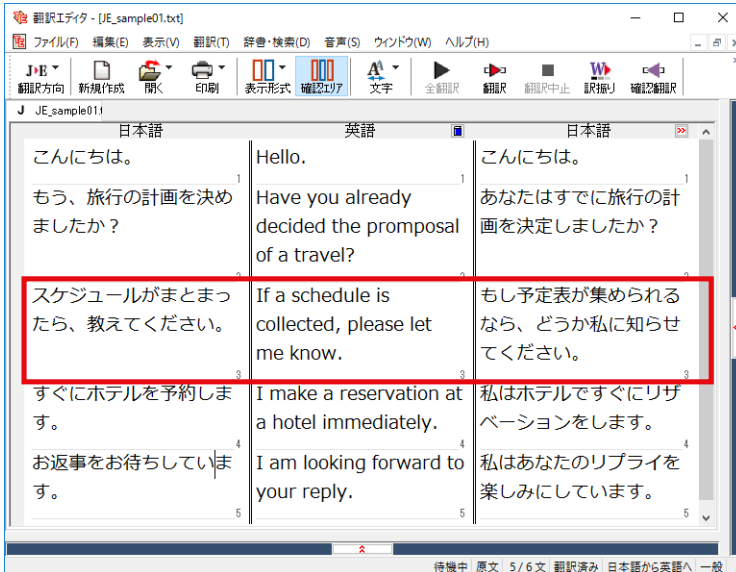 翻訳エディタ - [JE_sample01.txt]
ファイル(F) 編集(E) 表示(V) 翻訳(T) 辞書・検索(D) 音声(S) ウィンドウ(W) ヘルプ(H)
J▸E
翻訳方向 新規作成 開く 印刷 表示形式 確認エリア 文字 全翻訳 翻訳 翻訳中止 訳振り 確認翻訳
J JE_sample01.t
日本語 英語 日本語
こんにちは。
1
Hello.
1
こんにちは。
1
もう、旅行の計画を決め
ましたか？
Have you already
decided the promposal
of a travel?
あなたはすでに旅行の計
画を決定しましたか？
スケジュールがまとまっ
たら、教えてください。
3
If a schedule is
collected, please let
me know.
3
もし予定表が集められる
なら、どうか私に知らせ
てください。
3
すぐにホテルを予約しま
す。
4
I make a reservation at
a hotel immediately.
4
私はホテルですぐにリザ
ベーションをします。
4
お返事をお待ちしていま
す。
5
I am looking forward to
your reply.
5
私はあなたのリプライを
楽しみにしています。
5
待機中 原文 5/6文 翻訳済み 日本語から英語へ 一般